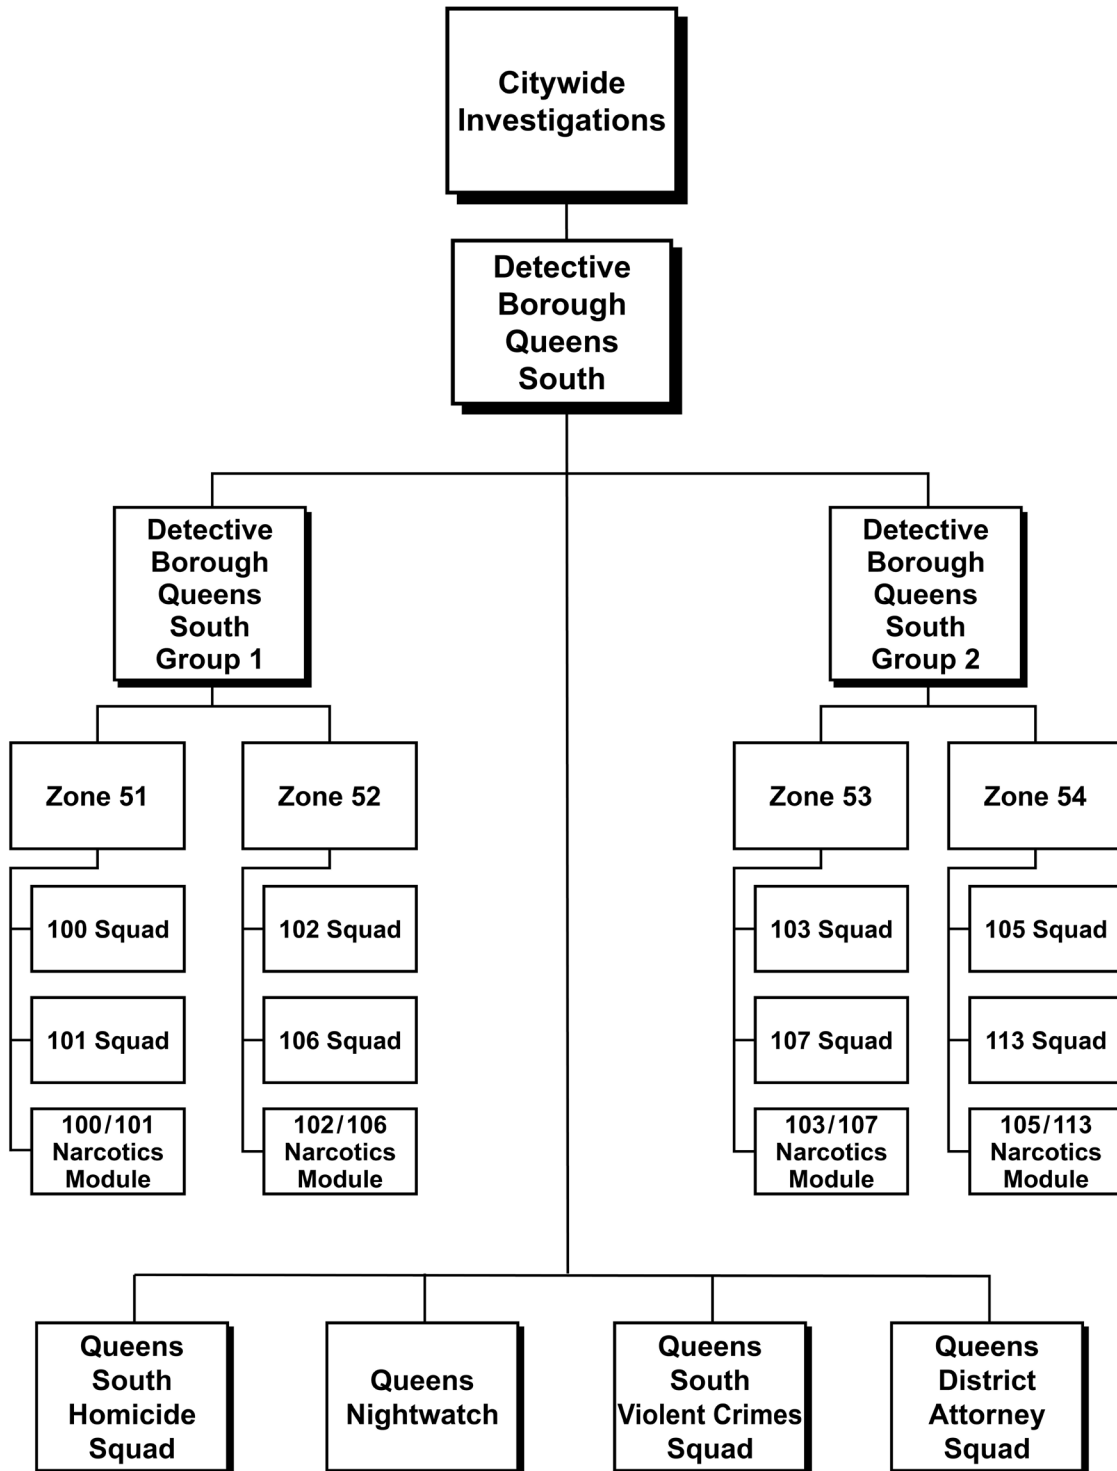 Citywide
Investigations
Detective
Borough
Queens
South
Detective
Borough
Queens
South
Group 1
Detective
Borough
Queens
South
Group 2
Zone 51
Zone 52
Zone 53
Zone 54
100 Squad
102 Squad
103 Squad
105 Squad
101 Squad
106 Squad
107 Squad
113 Squad
100/101
Narcotics
Module
102/106
Narcotics
Module
103/107
Narcotics
Module
105/113
Narcotics
Module
Queens
South
Homicide
Squad
Queens
Nightwatch
Queens
South
Violent Crimes
Squad
Queens
District
Attorney
Squad